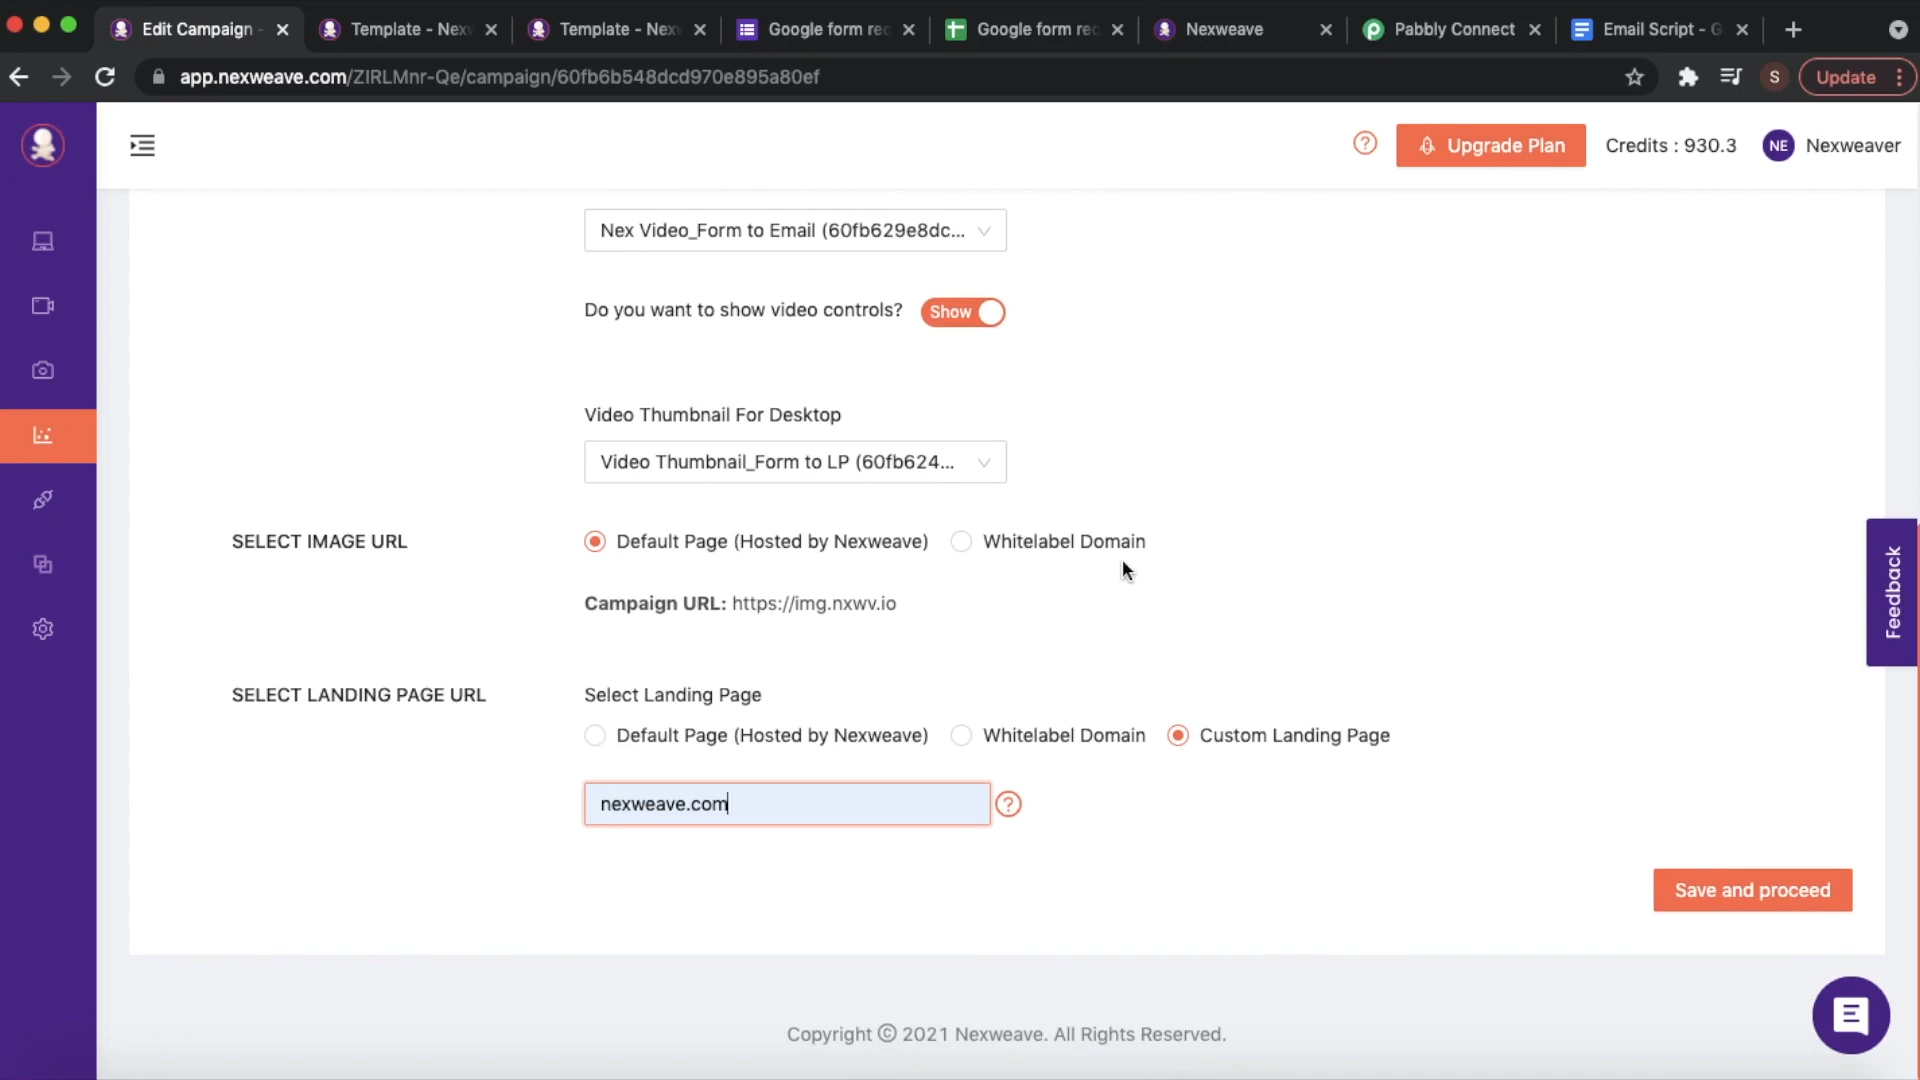 Edit Campaign -
Template - Nexw
Template - Nexw
Google form req
Google form req
Nexweave
Pabbly Connect
Email Script - G
app.nexweave.com/ZIRLMnr-Qe/campaign/60fb6b548dcd970e895a80ef
S
Update
Upgrade Plan
Credits : 930.3
NE
Nexweaver
Nex Video_Form to Email (60fb629e8dc...
Do you want to show video controls?
Show
Video Thumbnail For Desktop
Video Thumbnail_Form to LP (60fb624...
SELECT IMAGE URL
Default Page (Hosted by Nexweave)
Whitelabel Domain
Campaign URL: https://img.nxwv.io
Feedback
SELECT LANDING PAGE URL
Select Landing Page
Default Page (Hosted by Nexweave)
Whitelabel Domain
Custom Landing Page
nexweave.com
?
Save and proceed
Copyright © 2021 Nexweave. All Rights Reserved.